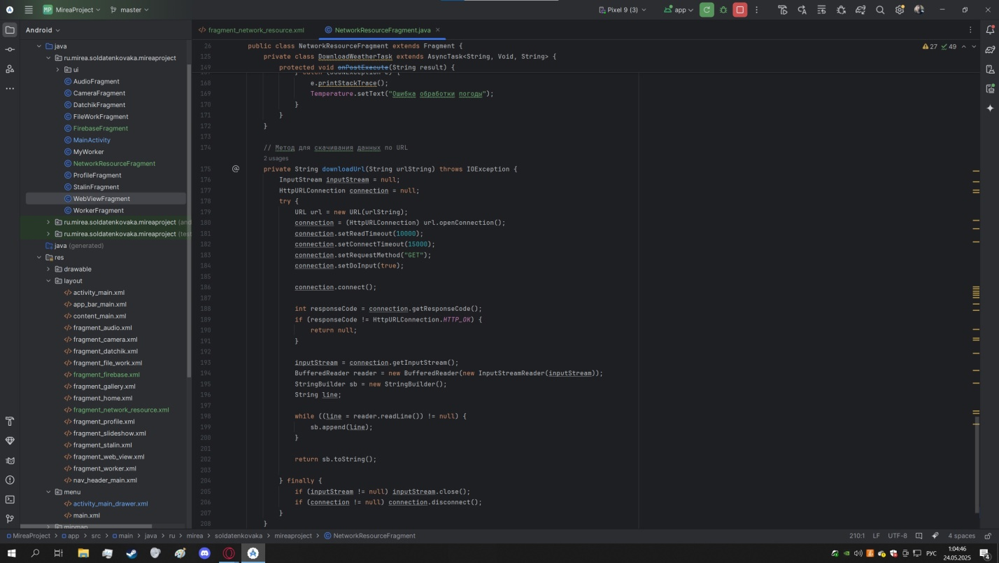 MP MireaProject master Pixel 9 (3) app
Android
fragment_network_resource.xml NetworkResourceFragment.java
java
ru.mirea.soldatenkovaka.mireaproject
ui
AudioFragment
CameraFragment
DatchikFragment
FileWorkFragment
FirebaseFragment
MainActivity
MyWorker
NetworkResourceFragment
ProfileFragment
StalinFragment
WebViewFragment
WorkerFragment
ru.mirea.soldatenkovaka.mireaproject
ru.mirea.soldatenkovaka.mireaproject
java (generated)
res
drawable
layout
activity_main.xml
app_bar_main.xml
content_main.xml
fragment_audio.xml
fragment_camera.xml
fragment_datchik.xml
fragment_file_work.xml
fragment_firebase.xml
fragment_gallery.xml
fragment_home.xml
fragment_network_resource.xml
fragment_profile.xml
fragment_slideshow.xml
fragment_stalin.xml
fragment_web_view.xml
fragment_worker.xml
nav_header_main.xml
menu
activity_main_drawer.xml
main.xml
mipmap
26 public class NetworkResourceFragment extends Fragment {
27 49
125 private class DownloadWeatherTask extends AsyncTask<String, Void, String> {
149 protected void onPostExecute(String result) {
168 e.printStackTrace();
169 Temperature.setText("Ошибка обработки погоды");
170 }
171 }
172 }
173
174 // Метод для скачивания данных по URL
2 usages
175 @ private String downloadUrl(String urlString) throws IOException {
176 InputStream inputStream = null;
177 HttpURLConnection connection = null;
178 try {
179 URL url = new URL(urlString);
180 connection = (HttpURLConnection) url.openConnection();
181 connection.setReadTimeout(10000);
182 connection.setConnectTimeout(15000);
183 connection.setRequestMethod("GET");
184 connection.setDoInput(true);
185
186 connection.connect();
187
188 int responseCode = connection.getResponseCode();
189 if (responseCode != HttpURLConnection.HTTP_OK) {
190 return null;
191 }
192
193 inputStream = connection.getInputStream();
194 BufferedReader reader = new BufferedReader(new InputStreamReader(inputStream));
195 StringBuilder sb = new StringBuilder();
196 String line;
197
198 while ((line = reader.readLine()) != null) {
199 sb.append(line);
200 }
201
202 return sb.toString();
203
204 } finally {
205 if (inputStream != null) inputStream.close();
206 if (connection != null) connection.disconnect();
207 }
208 }
MireaProject > app > src > main > java > ru > mirea > soldatenkovaka > mireaproject > NetworkResourceFragment 210:1 LF UTF-8 4 spaces
РУС 1:04:46
24.05.2025 4